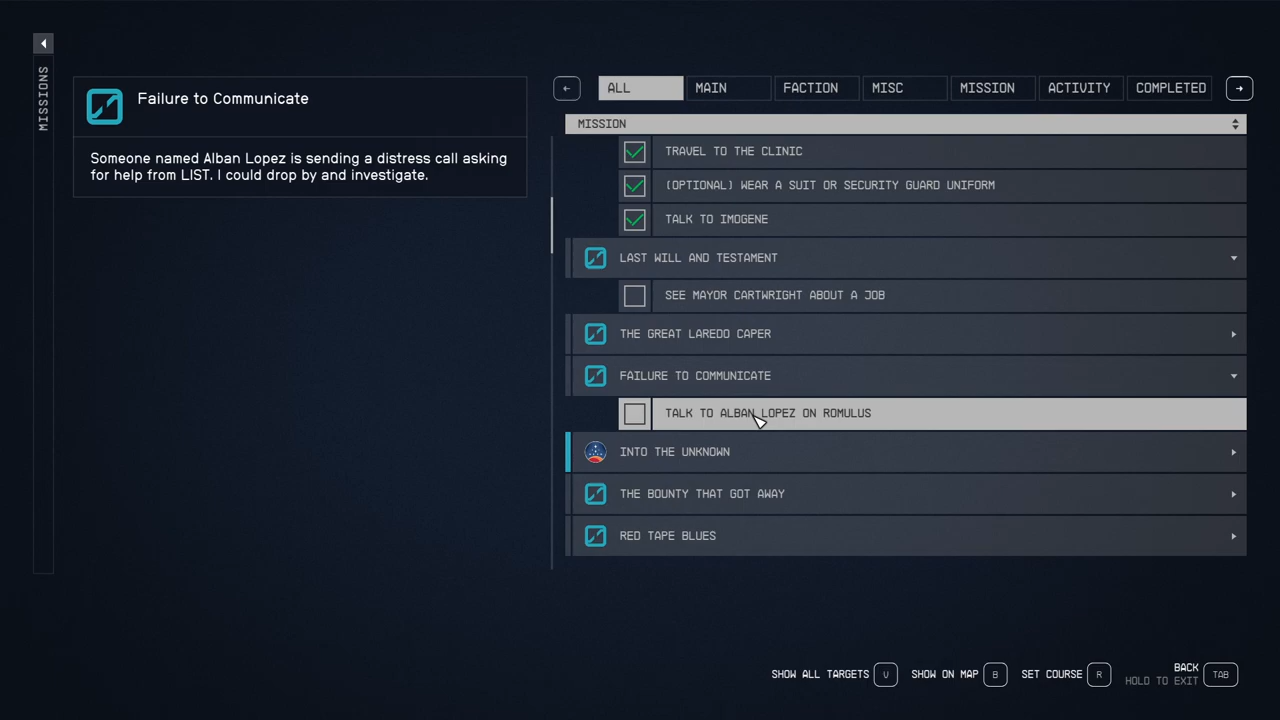 MISSIONS
Failure to Communicate
Someone named Alban Lopez is sending a distress call asking
for help from LIST. I could drop by and investigate.
ALL
MAIN
FACTION
MISC
MISSION
ACTIVITY
COMPLETED
MISSION
TRAVEL TO THE CLINIC
(OPTIONAL) WEAR A SUIT OR SECURITY GUARD UNIFORM
TALK TO IMOGENE
LAST WILL AND TESTAMENT
SEE MAYOR CARTWRIGHT ABOUT A JOB
THE GREAT LAREDO CAPER
FAILURE TO COMMUNICATE
TALK TO ALBAN LOPEZ ON ROMULUS
INTO THE UNKNOWN
THE BOUNTY THAT GOT AWAY
RED TAPE BLUES
SHOW ALL TARGETS V
SHOW ON MAP B
SET COURSE R
BACK
HOLD TO EXIT
TAB